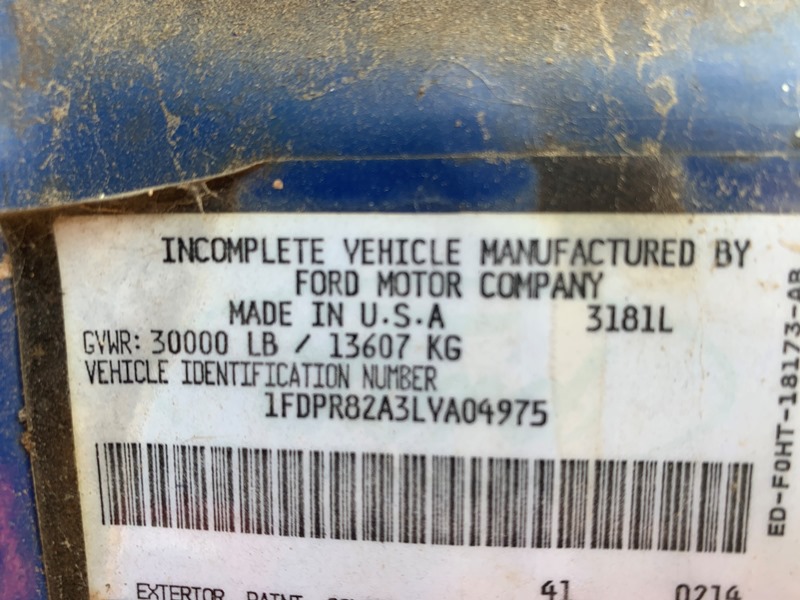 INCOMPLETE VEHICLE MANUFACTURED BY
FORD MOTOR COMPANY
MADE IN U.S.A 3181L
GVWR: 30000 LB / 13607 KG
VEHICLE IDENTIFICATION NUMBER
1FDPR82A3LVA04975
ED-F0HT-18173-AB
EXTERIOR PAINT 41 0214